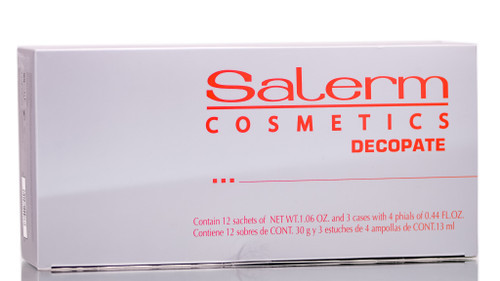 Salerm
COSMETICS
DECOPATE
Contain 12 sachets of NET WT.1.06 OZ. and 3 cases with 4 phials of 0.44 FL.OZ.
Contiene 12 sobres de CONT. 30 g y 3 estuches de 4 ampollas de CONT.13 ml